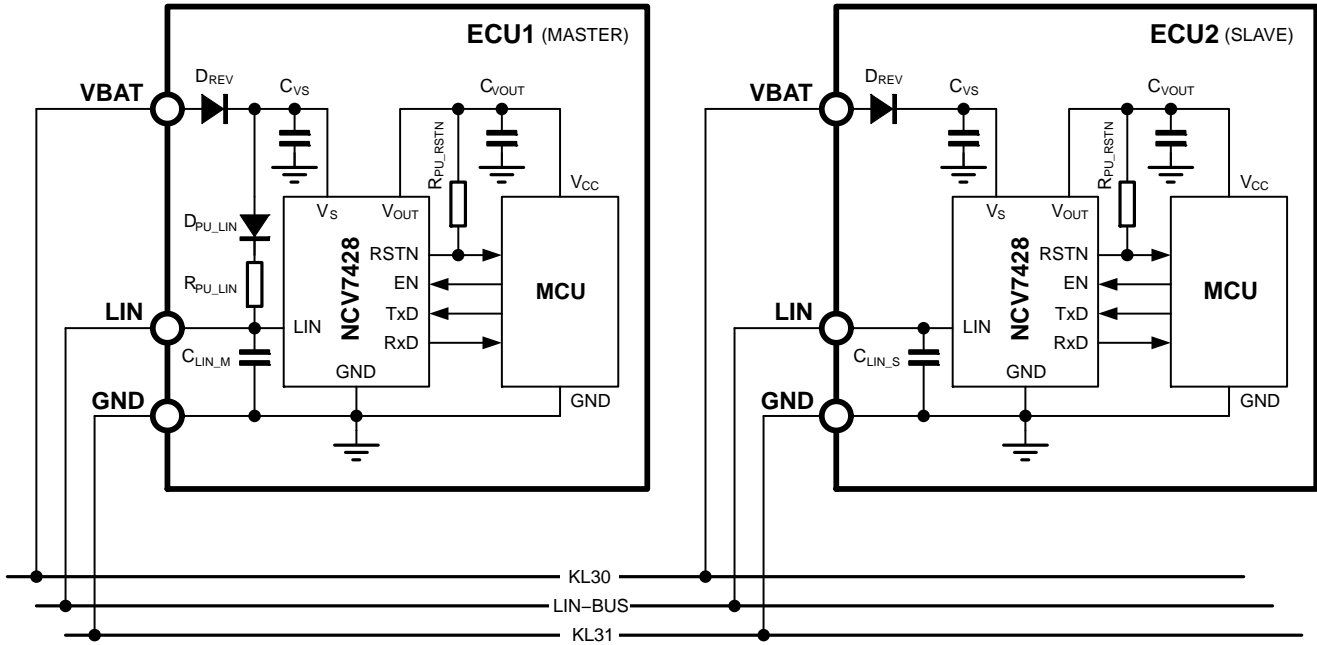 ECU1 (MASTER)
VBAT
DREV
CVS
CVOUT
RPU_RSTN
VCC
VS
VOUT
DPU_LIN
RPU_LIN
NCV7428
RSTN
EN
TxD
RxD
MCU
LIN
LIN
CLIN_M
GND
GND
GND
ECU2 (SLAVE)
VBAT
DREV
CVS
CVOUT
RPU_RSTN
VCC
VS
VOUT
NCV7428
RSTN
EN
TxD
RxD
MCU
LIN
LIN
CLIN_S
GND
GND
GND
KL30
LIN−BUS
KL31